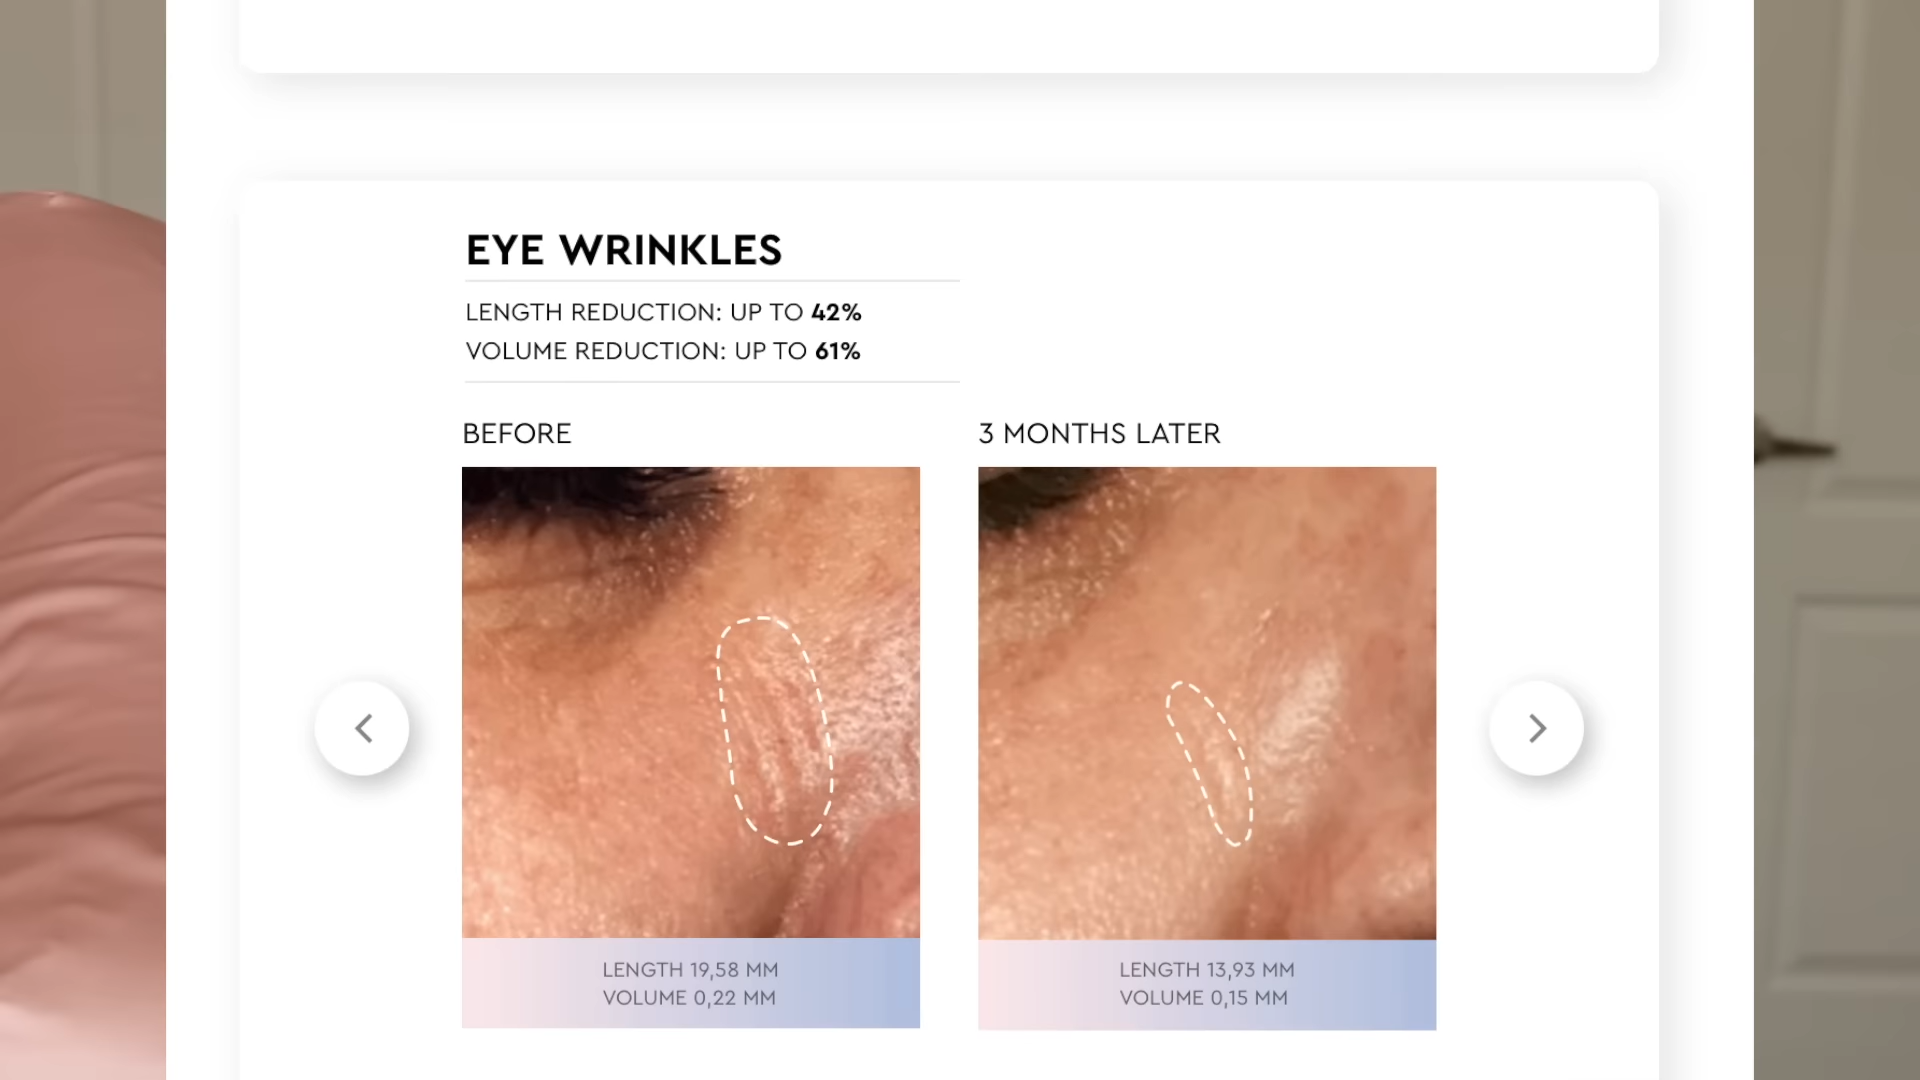 EYE WRINKLES
LENGTH REDUCTION: UP TO 42%
VOLUME REDUCTION: UP TO 61%
BEFORE
3 MONTHS LATER
LENGTH 19,58 MM
VOLUME 0,22 MM
LENGTH 13,93 MM
VOLUME 0,15 MM